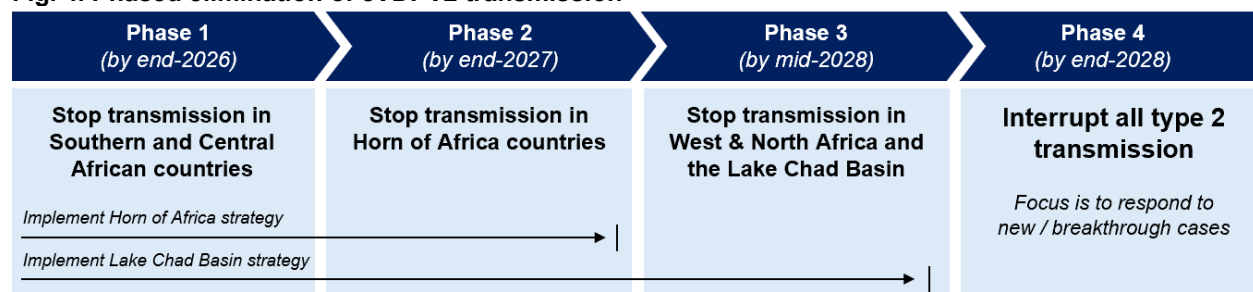 Phase 1
(by end-2026)
Phase 2
(by end-2027)
Phase 3
(by mid-2028)
Phase 4
(by end-2028)
Stop transmission in
Southern and Central
African countries
Stop transmission in
Horn of Africa countries
Stop transmission in
West & North Africa and
the Lake Chad Basin
Interrupt all type 2
transmission
Focus is to respond to
new / breakthrough cases
Implement Horn of Africa strategy
Implement Lake Chad Basin strategy